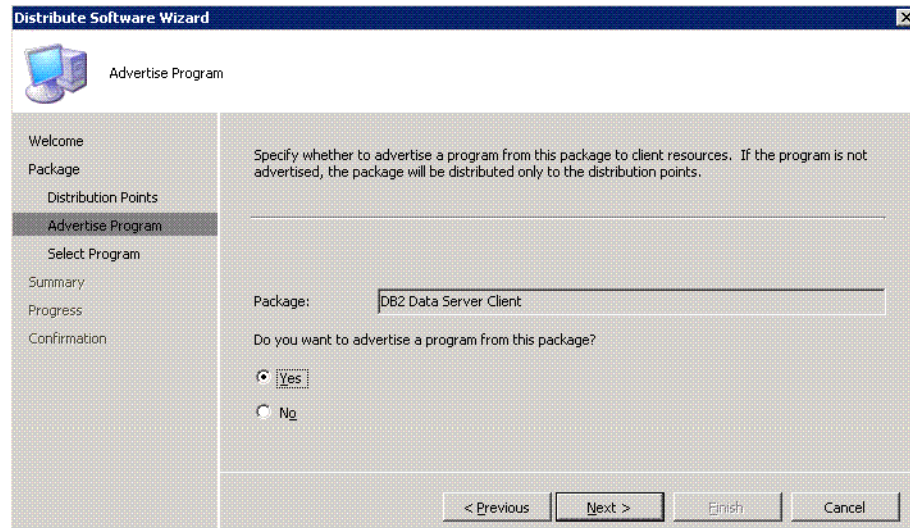 Distribute Software Wizard
Advertise Program
Welcome
Package
Distribution Points
Advertise Program
Select Program
Summary
Progress
Confirmation
Specify whether to advertise a program from this package to client resources. If the program is not
advertised, the package will be distributed only to the distribution points.
Package: DB2 Data Server Client
Do you want to advertise a program from this package?
Yes
No
< Previous Next > Finish Cancel